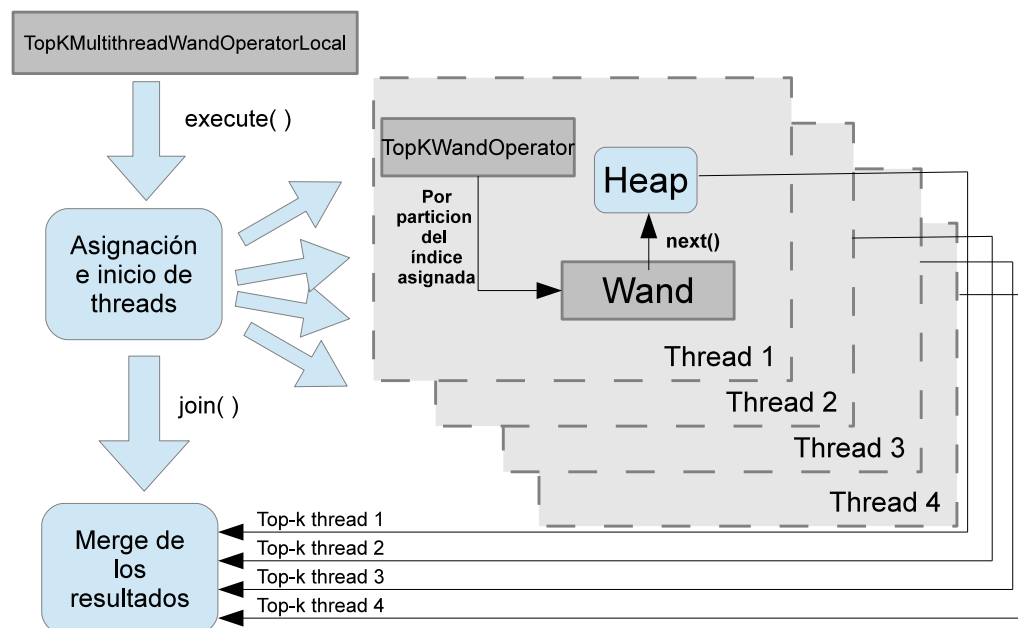 TopKMultithreadWandOperatorLocal
execute( )
Asignación
e inicio de
threads
join( )
Merge de
los
resultados
TopKWandOperator
Por
particion
del
índice
asignada
Heap
next()
Wand
Thread 1
Thread 2
Thread 3
Thread 4
Top-k thread 1
Top-k thread 2
Top-k thread 3
Top-k thread 4